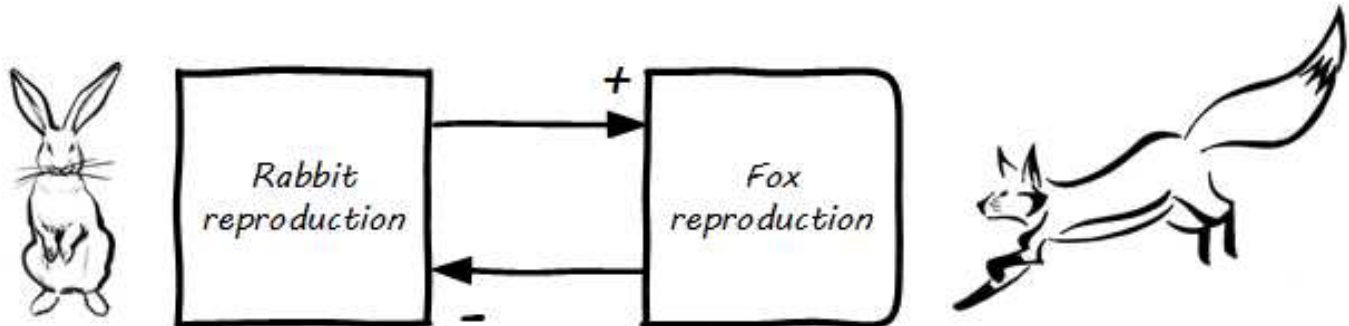 +
Rabbit
reproduction
Fox
reproduction
-